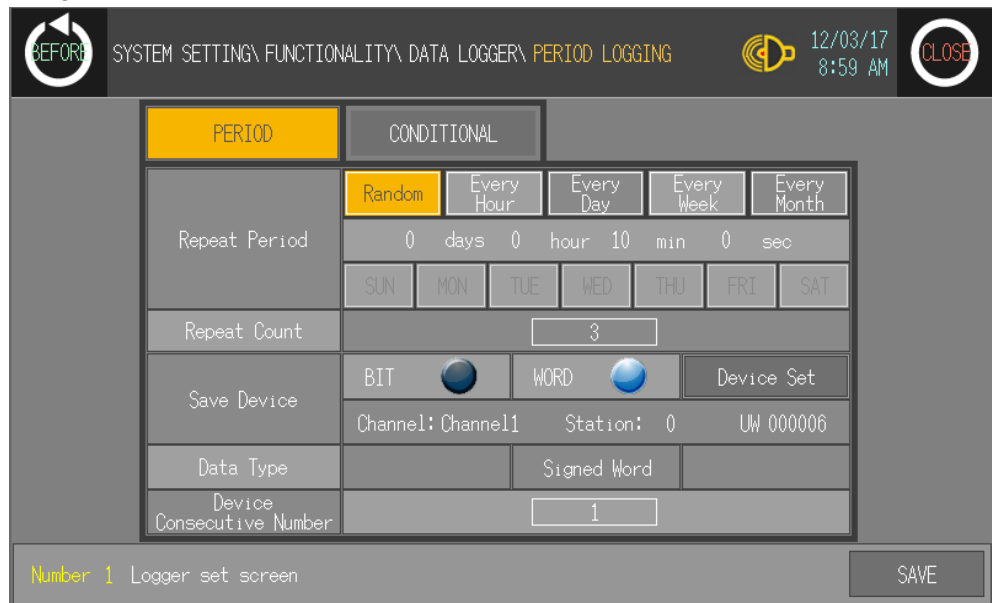 BEFORE SYSTEM SETTING\ FUNCTIONALITY\ DATA LOGGER\ PERIOD LOGGING 12/03/17 8:59 AM CLOSE
PERIOD CONDITIONAL
Repeat Period
Random Every Hour Every Day Every Week Every Month
0 days 0 hour 10 min 0 sec
SUN MON TUE WED THU FRI SAT
Repeat Count 3
Save Device
BIT WORD Device Set
Channel: Channel1 Station: 0 UW 000006
Data Type Signed Word
Device
Consecutive Number 1
Number 1 Logger set screen SAVE